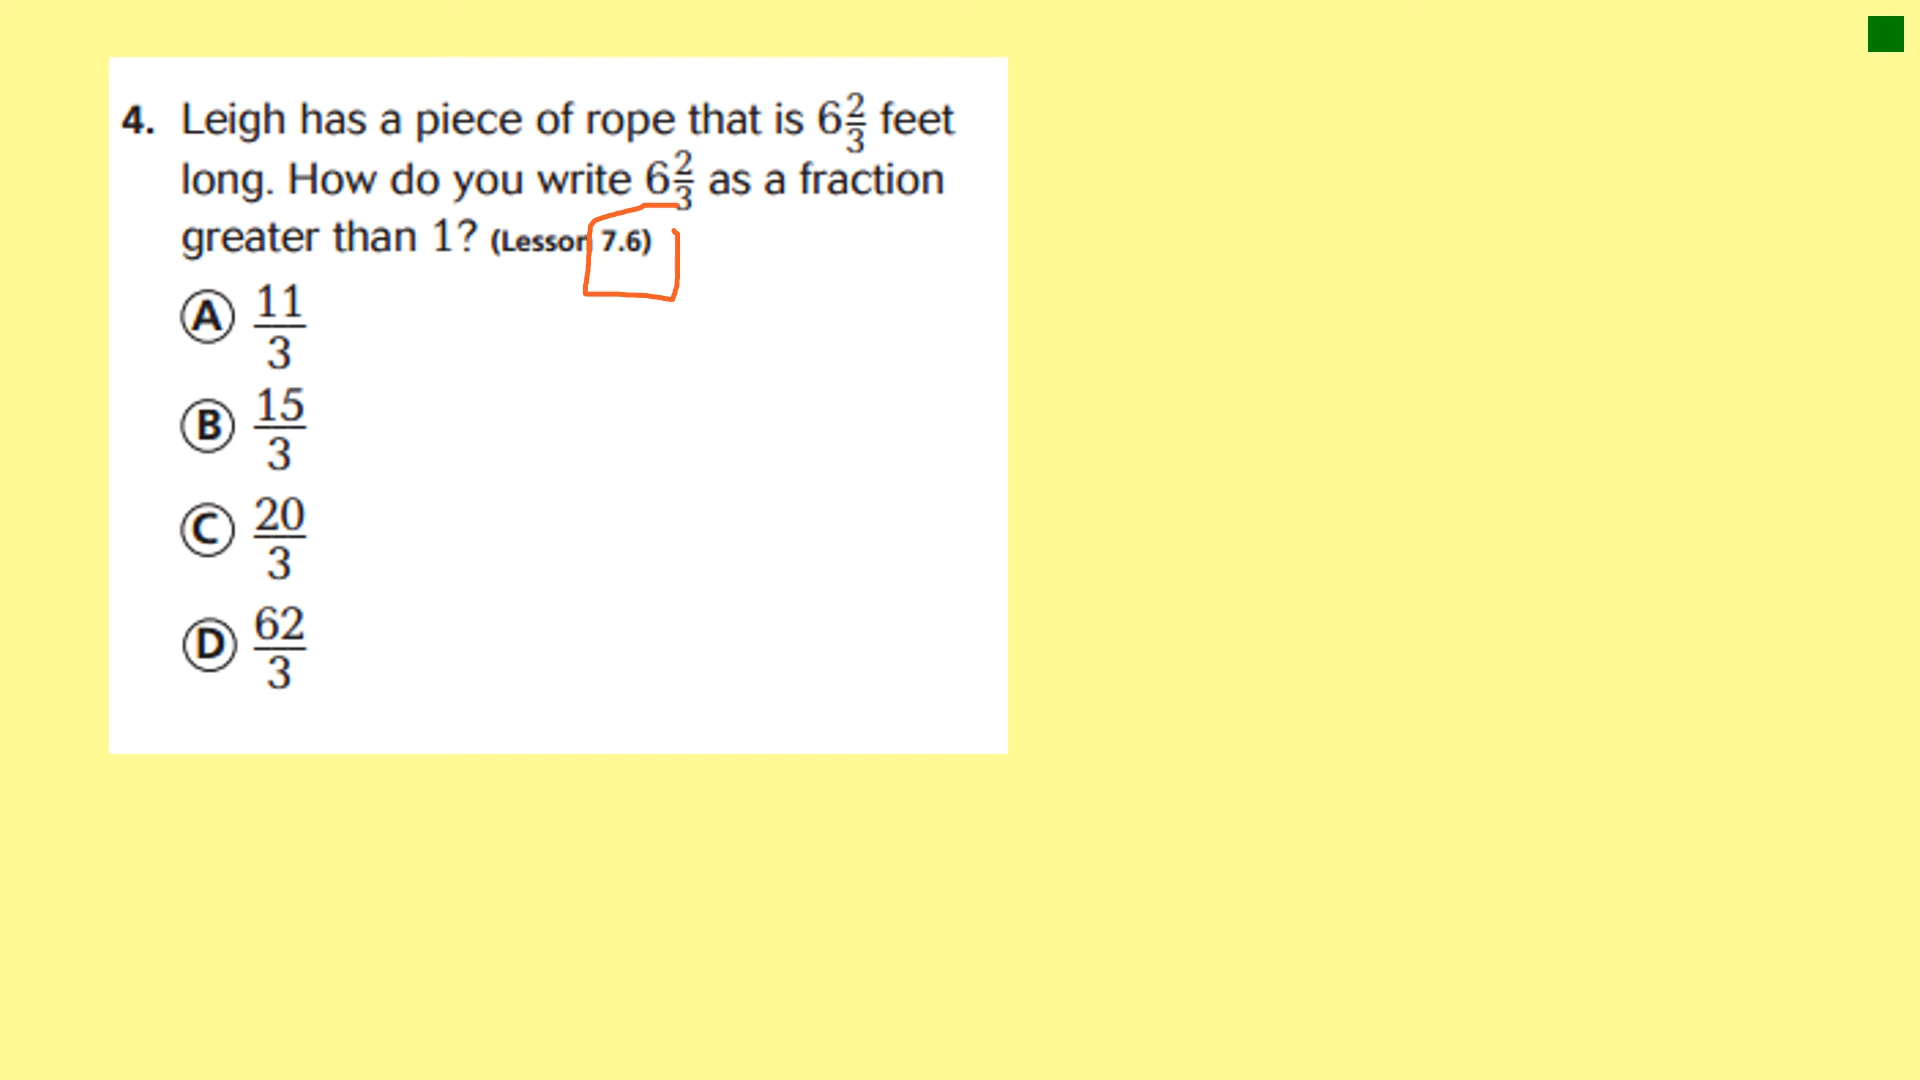 4. Leigh has a piece of rope that is 6 2/3 feet
long. How do you write 6 2/3 as a fraction
greater than 1? (Lesson 7.6)
A 11/3
B 15/3
C 20/3
D 62/3